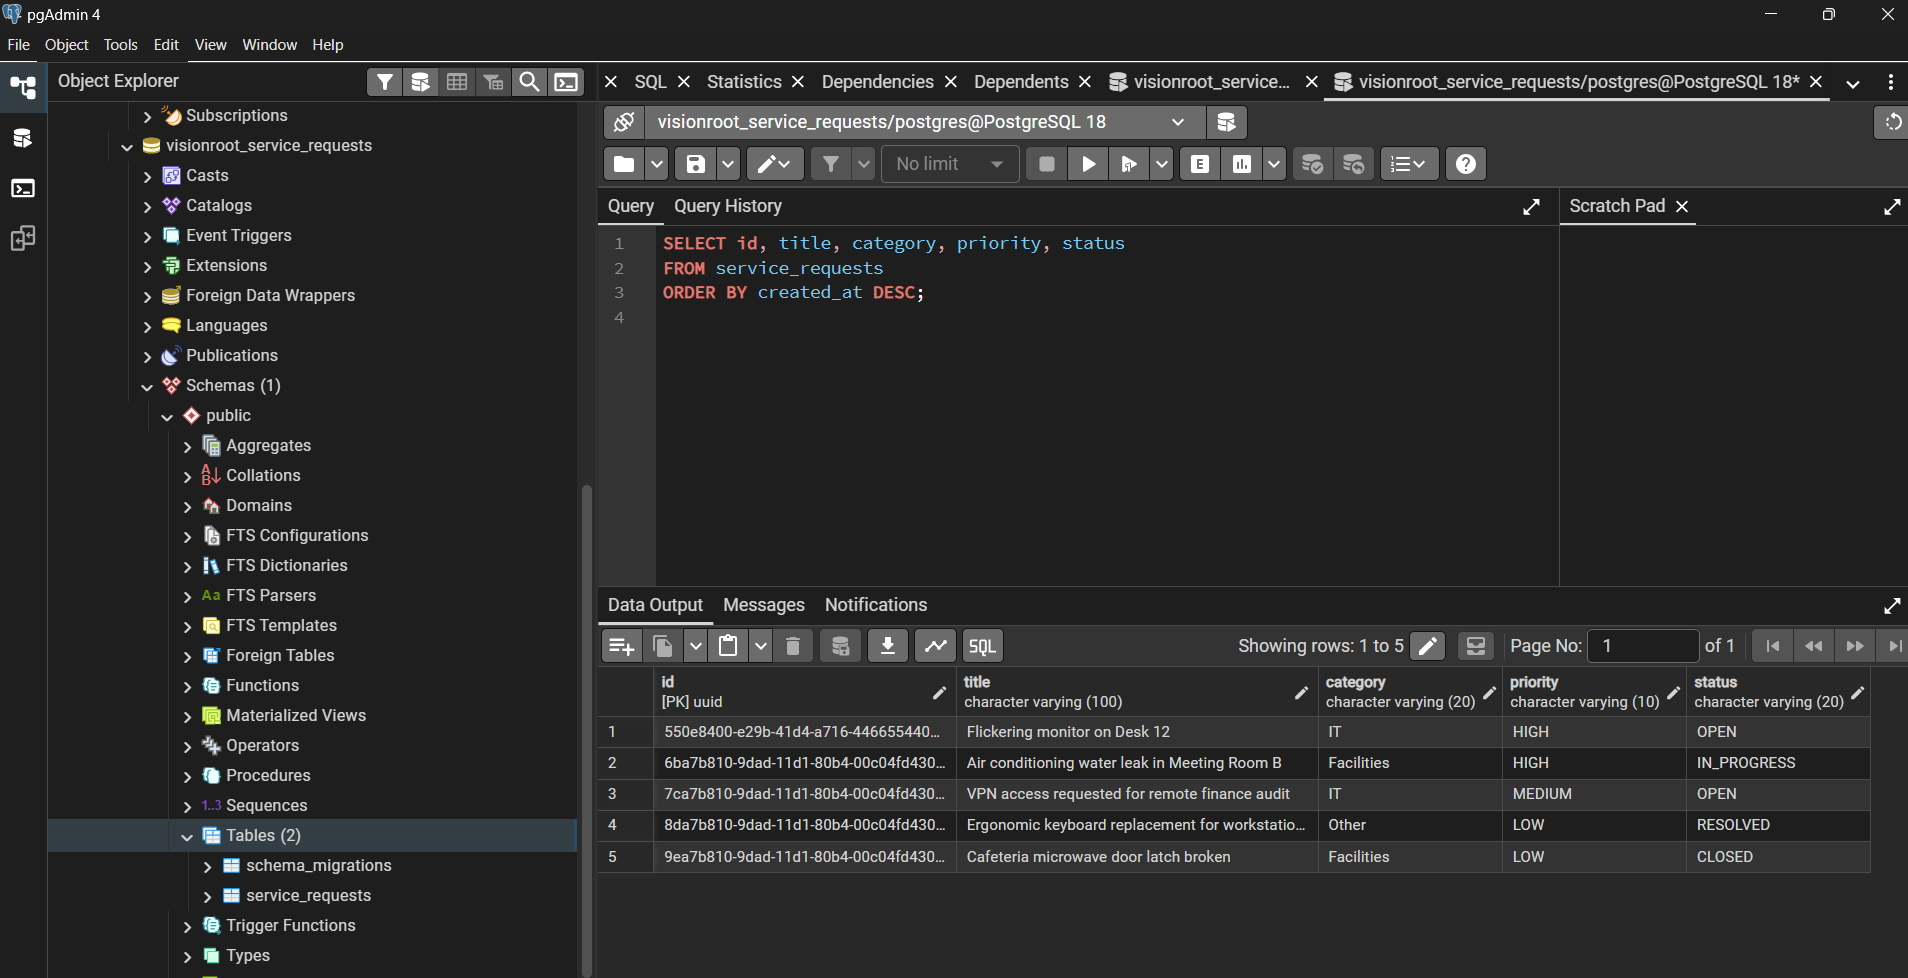 pgAdmin 4
File Object Tools Edit View Window Help
Object Explorer
Subscriptions
visionroot_service_requests
Casts
Catalogs
Event Triggers
Extensions
Foreign Data Wrappers
Languages
Publications
Schemas (1)
public
Aggregates
Collations
Domains
FTS Configurations
FTS Dictionaries
Aa FTS Parsers
FTS Templates
Foreign Tables
Functions
Materialized Views
Operators
Procedures
1..3 Sequences
Tables (2)
schema_migrations
service_requests
Trigger Functions
Types
SQL Statistics Dependencies Dependents visionroot_service... visionroot_service_requests/postgres@PostgreSQL 18*
visionroot_service_requests/postgres@PostgreSQL 18
No limit E
Query Query History Scratch Pad
1 SELECT id, title, category, priority, status
2 FROM service_requests
3 ORDER BY created_at DESC;
4
Data Output Messages Notifications
SQL Showing rows: 1 to 5 Page No: 1 of 1
id title category priority status
[PK] uuid character varying (100) character varying (20) character varying (10) character varying (20)
1 550e8400-e29b-41d4-a716-446655440... Flickering monitor on Desk 12 IT HIGH OPEN
2 6ba7b810-9dad-11d1-80b4-00c04fd430... Air conditioning water leak in Meeting Room B Facilities HIGH IN_PROGRESS
3 7ca7b810-9dad-11d1-80b4-00c04fd430... VPN access requested for remote finance audit IT MEDIUM OPEN
4 8da7b810-9dad-11d1-80b4-00c04fd430... Ergonomic keyboard replacement for workstatio... Other LOW RESOLVED
5 9ea7b810-9dad-11d1-80b4-00c04fd430... Cafeteria microwave door latch broken Facilities LOW CLOSED